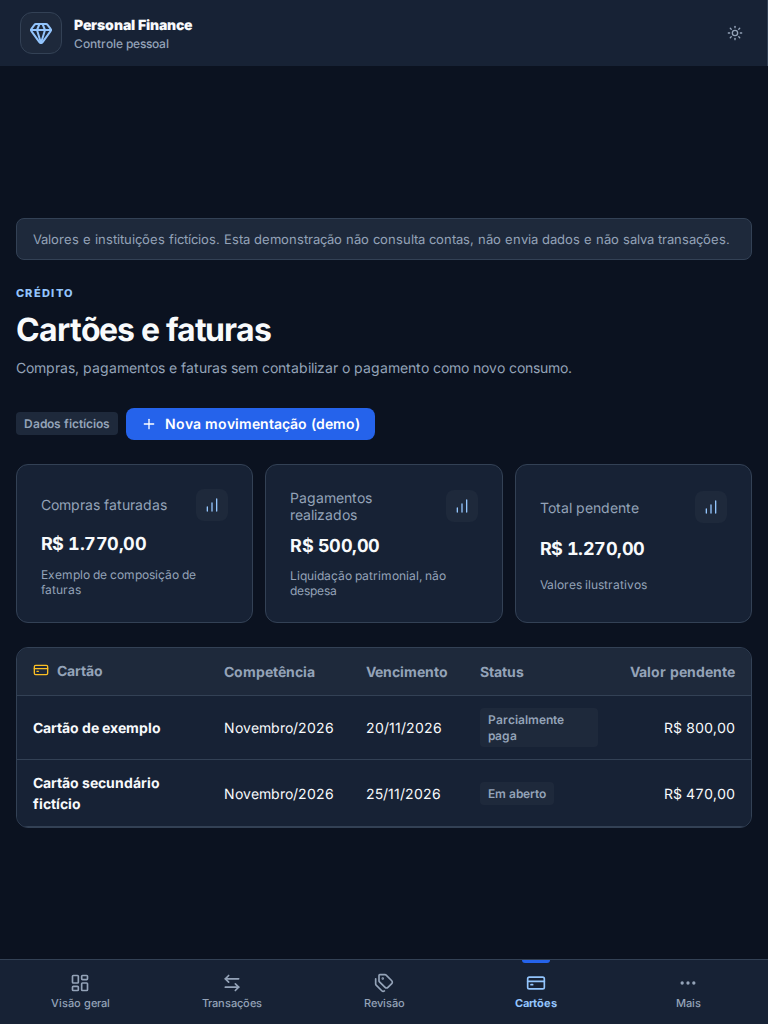 Personal Finance
Controle pessoal
Valores e instituições fictícios. Esta demonstração não consulta contas, não envia dados e não salva transações.
CRÉDITO
Cartões e faturas
Compras, pagamentos e faturas sem contabilizar o pagamento como novo consumo.
Dados fictícios
Nova movimentação (demo)
Compras faturadas
R$ 1.770,00
Exemplo de composição de
faturas
Pagamentos
realizados
R$ 500,00
Liquidação patrimonial, não
despesa
Total pendente
R$ 1.270,00
Valores ilustrativos
Cartão Competência Vencimento Status Valor pendente
Cartão de exemplo Novembro/2026 20/11/2026 Parcialmente
paga R$ 800,00
Cartão secundário
fictício Novembro/2026 25/11/2026 Em aberto R$ 470,00
Visão geral
Transações
Revisão
Cartões
Mais